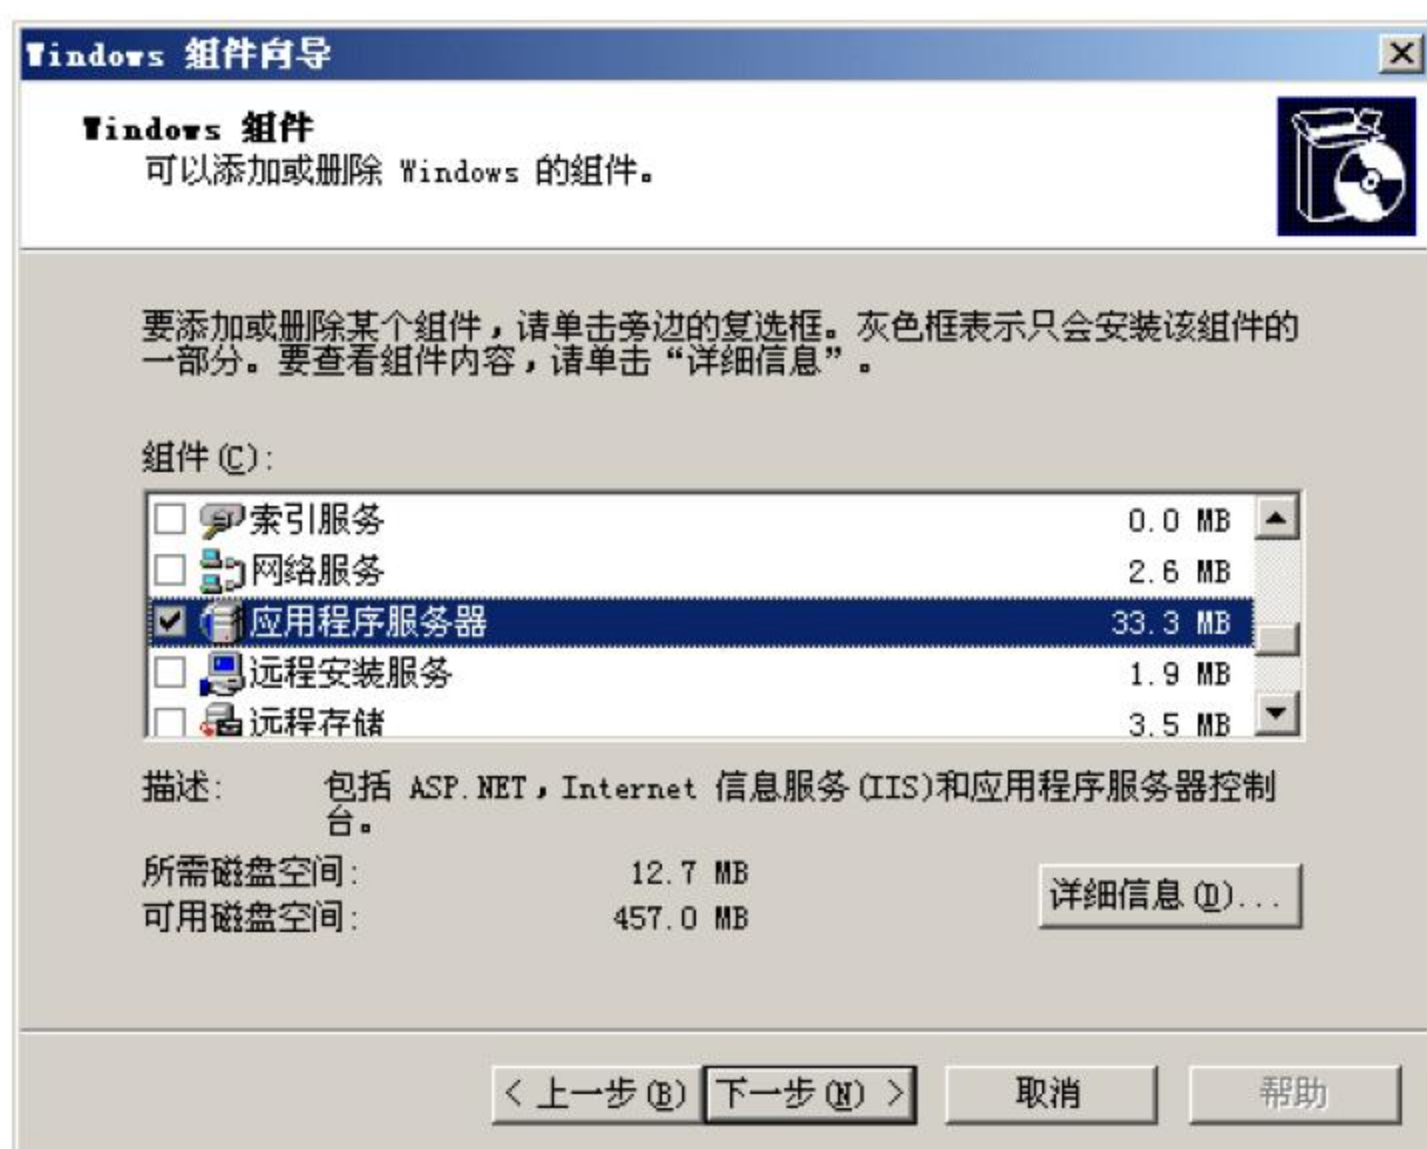 Windows 组件向导
Windows 组件
可以添加或删除 Windows 的组件。
要添加或删除某个组件，请单击旁边的复选框。灰色框表示只会安装该组件的
一部分。要查看组件内容，请单击“详细信息”。
组件(C):
索引服务 0.0 MB
网络服务 2.6 MB
应用程序服务器 33.3 MB
远程安装服务 1.9 MB
远程存储 3.5 MB
描述: 包括 ASP.NET，Internet 信息服务(IIS)和应用程序服务器控制
台。
所需磁盘空间: 12.7 MB
可用磁盘空间: 457.0 MB
详细信息(D)...
< 上一步(B) 下一步(N) > 取消 帮助